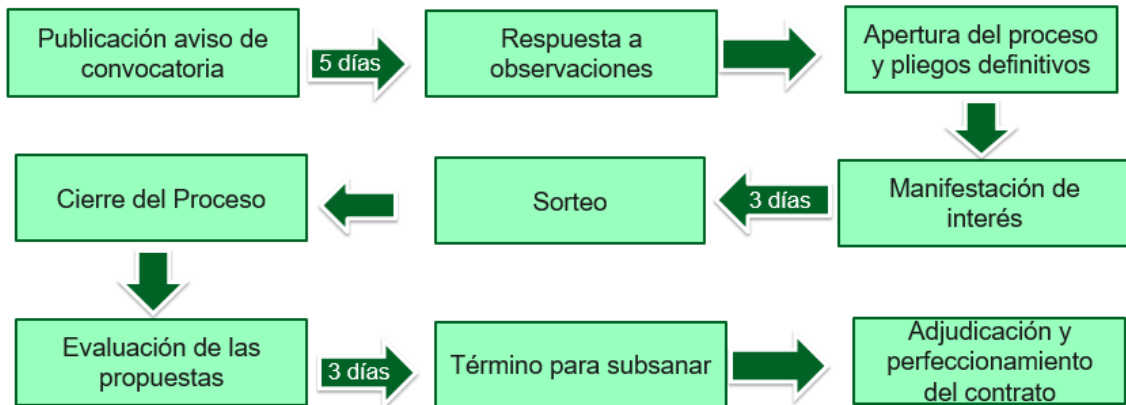 Publicación aviso de
convocatoria
5 días
Respuesta a
observaciones
Apertura del proceso
y pliegos definitivos
Manifestación de
interés
3 días
Sorteo
Cierre del Proceso
Evaluación de las
propuestas
3 días
Término para subsanar
Adjudicación y
perfeccionamiento
del contrato